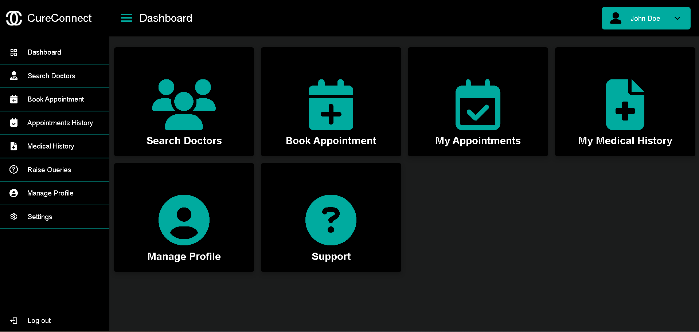 CureConnect
Dashboard
John Doe
Dashboard
Search Doctors
Book Appointment
Appointments History
Medical History
Raise Queries
Manage Profile
Settings
Log out
Search Doctors
Book Appointment
My Appointments
My Medical History
Manage Profile
Support